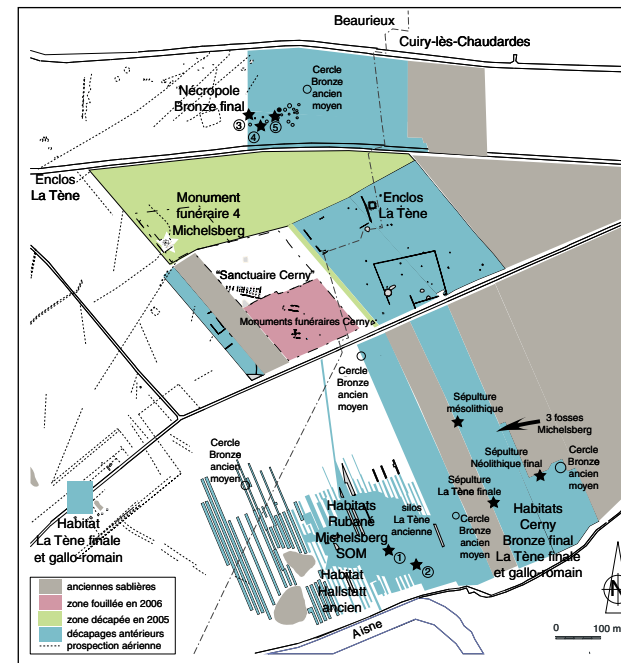 Beaurieux
Cuiry-lès-Chaudardes
Cercle
Bronze
ancien
moyen
Nécropole
Bronze final
3
4
5
Enclos
La Tène
Monument
funéraire 4
Michelsberg
Enclos
La Tène
"Sanctuaire Cerny"
Monuments funéraires Cerny
Cercle
Bronze
ancien
moyen
Sépulture
mésolithique
3 fosses
Michelsberg
Cercle
Bronze
ancien
moyen
Sépulture
Néolithique final
Cercle
Bronze
ancien
moyen
Sépulture
La Tène finale
Habitat
La Tène finale
et gallo-romain
Habitats
Rubané
Michelsberg
SOM
silos
La Tène
ancienne
Cercle
Bronze
ancien
moyen
Habitats
Cerny
Bronze final
La Tène finale
et gallo-romain
1
2
Habitat
Hallstatt
ancien
Aisne
anciennes sablières
zone fouillée en 2006
zone décapée en 2005
décapages antérieurs
prospection aérienne
N
0 100 m